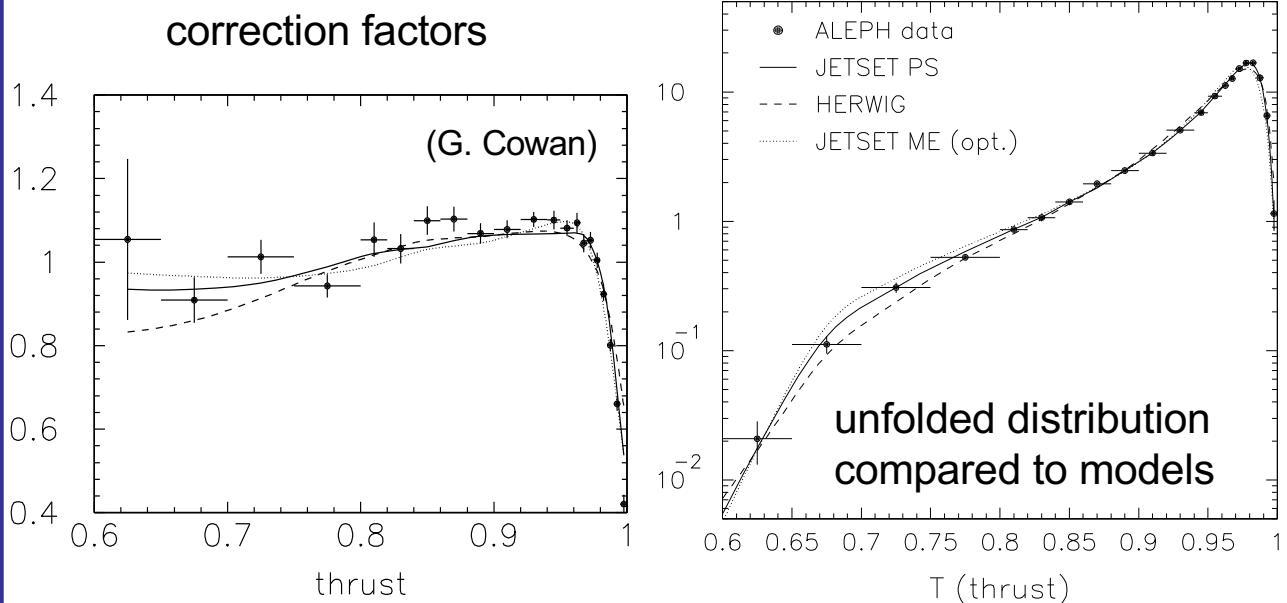 correction factors
(G. Cowan)
1.4
1.2
1
0.8
0.6
0.4
0.6
0.7
0.8
0.9
1
thrust
ALEPH data
JETSET PS
HERWIG
JETSET ME (opt.)
10
1
10⁻¹
10⁻²
unfolded distribution
compared to models
0.6
0.65
0.7
0.75
0.8
0.85
0.9
0.95
1
T (thrust)